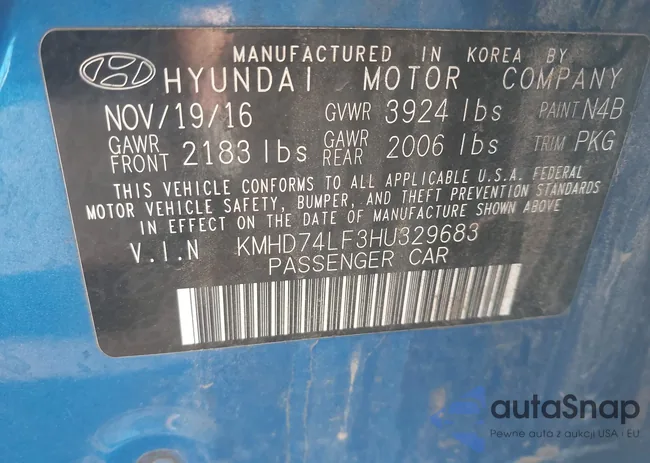 MANUFACTURED IN KOREA BY
HYUNDAI MOTOR COMPANY
NOV/19/16 GVWR 3924 lbs PAINT N4B
GAWR FRONT 2183 lbs GAWR REAR 2006 lbs TRIM PKG
THIS VEHICLE CONFORMS TO ALL APPLICABLE U.S.A. FEDERAL
MOTOR VEHICLE SAFETY, BUMPER, AND THEFT PREVENTION STANDARDS
IN EFFECT ON THE DATE OF MANUFACTURE SHOWN ABOVE
V.I.N KMHD74LF3HU329683
PASSENGER CAR
autaSnap
Pewne auta z aukcji USA i EU